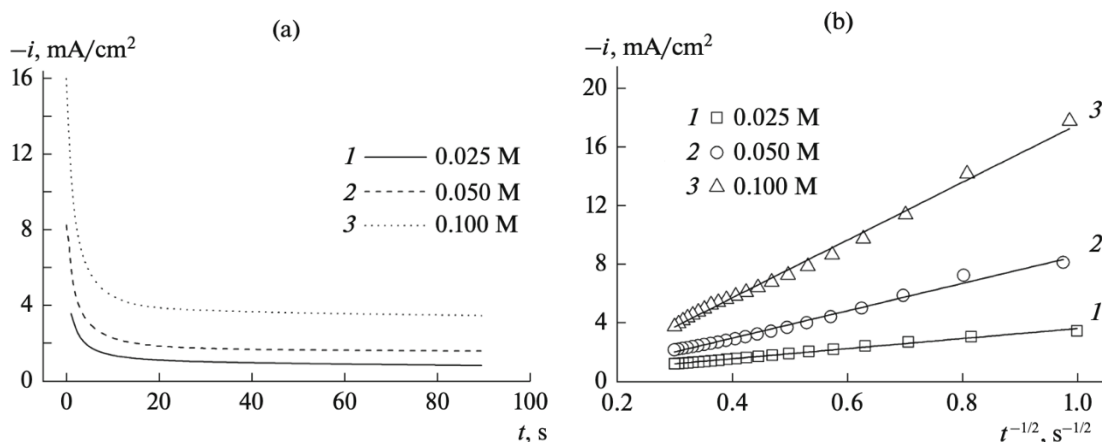 (a)
–i, mA/cm²
16
12
8
4
0
0 20 40 60 80 100
t, s
1 0.025 M
2 0.050 M
3 0.100 M
(b)
–i, mA/cm²
20
16
12
8
4
0
0.2 0.4 0.6 0.8 1.0
t⁻¹/², s⁻¹/²
1 0.025 M
2 0.050 M
3 0.100 M
3
2
1